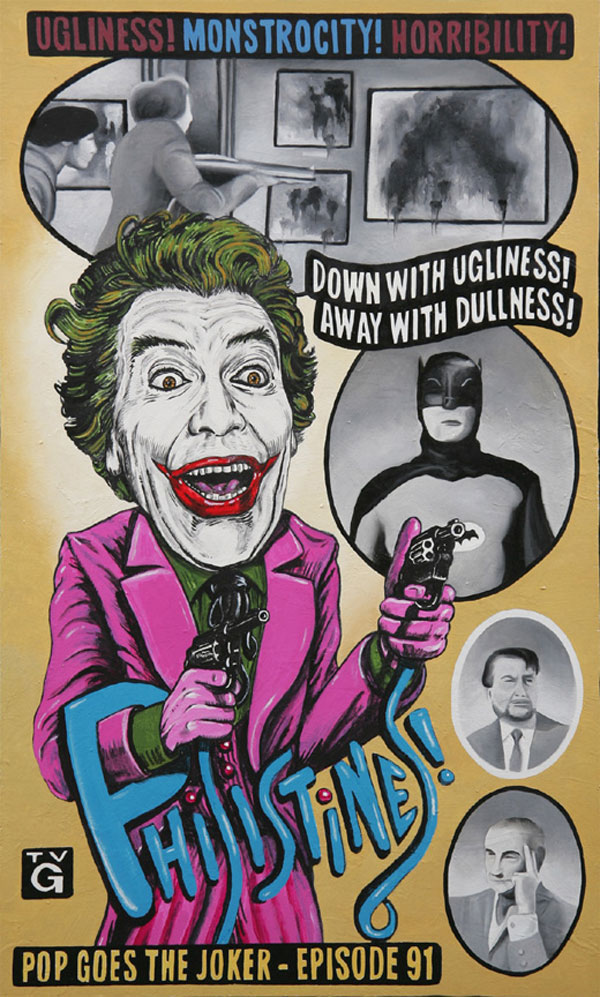 UGLINESS! MONSTROCITY! HORRIBILITY!
DOWN WITH UGLINESS!
AWAY WITH DULLNESS!
PHiliSTiNES!
TV
G
POP GOES THE JOKER - EPISODE 91